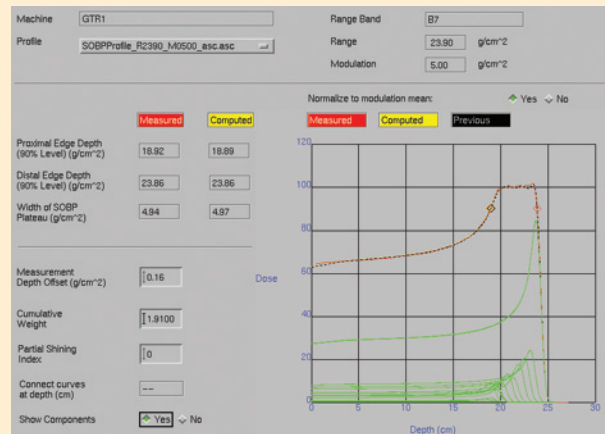 Machine GTR1 Range Band B7
Profile SOBPProfile_R2390_M0500_asc.asc Range 23.90 g/cm^2
Modulation 5.00 g/cm^2
Normalize to modulation mean: Yes No
Measured Computed Measured Computed Previous
Proximal Edge Depth
(90% Level) (g/cm^2) 18.92 18.89
Distal Edge Depth
(90% Level) (g/cm^2) 23.86 23.86
Width of SOBP
Plateau (g/cm^2) 4.94 4.97
Measurement
Depth Offset (g/cm^2) 0.16
Cumulative
Weight 1.9100
Partial Shining
Index 0
Connect curves
at depth (cm) --
Show Components Yes No
120
100
80
60
Dose
40
20
0
0 5 10 15 20 25 30
Depth (cm)